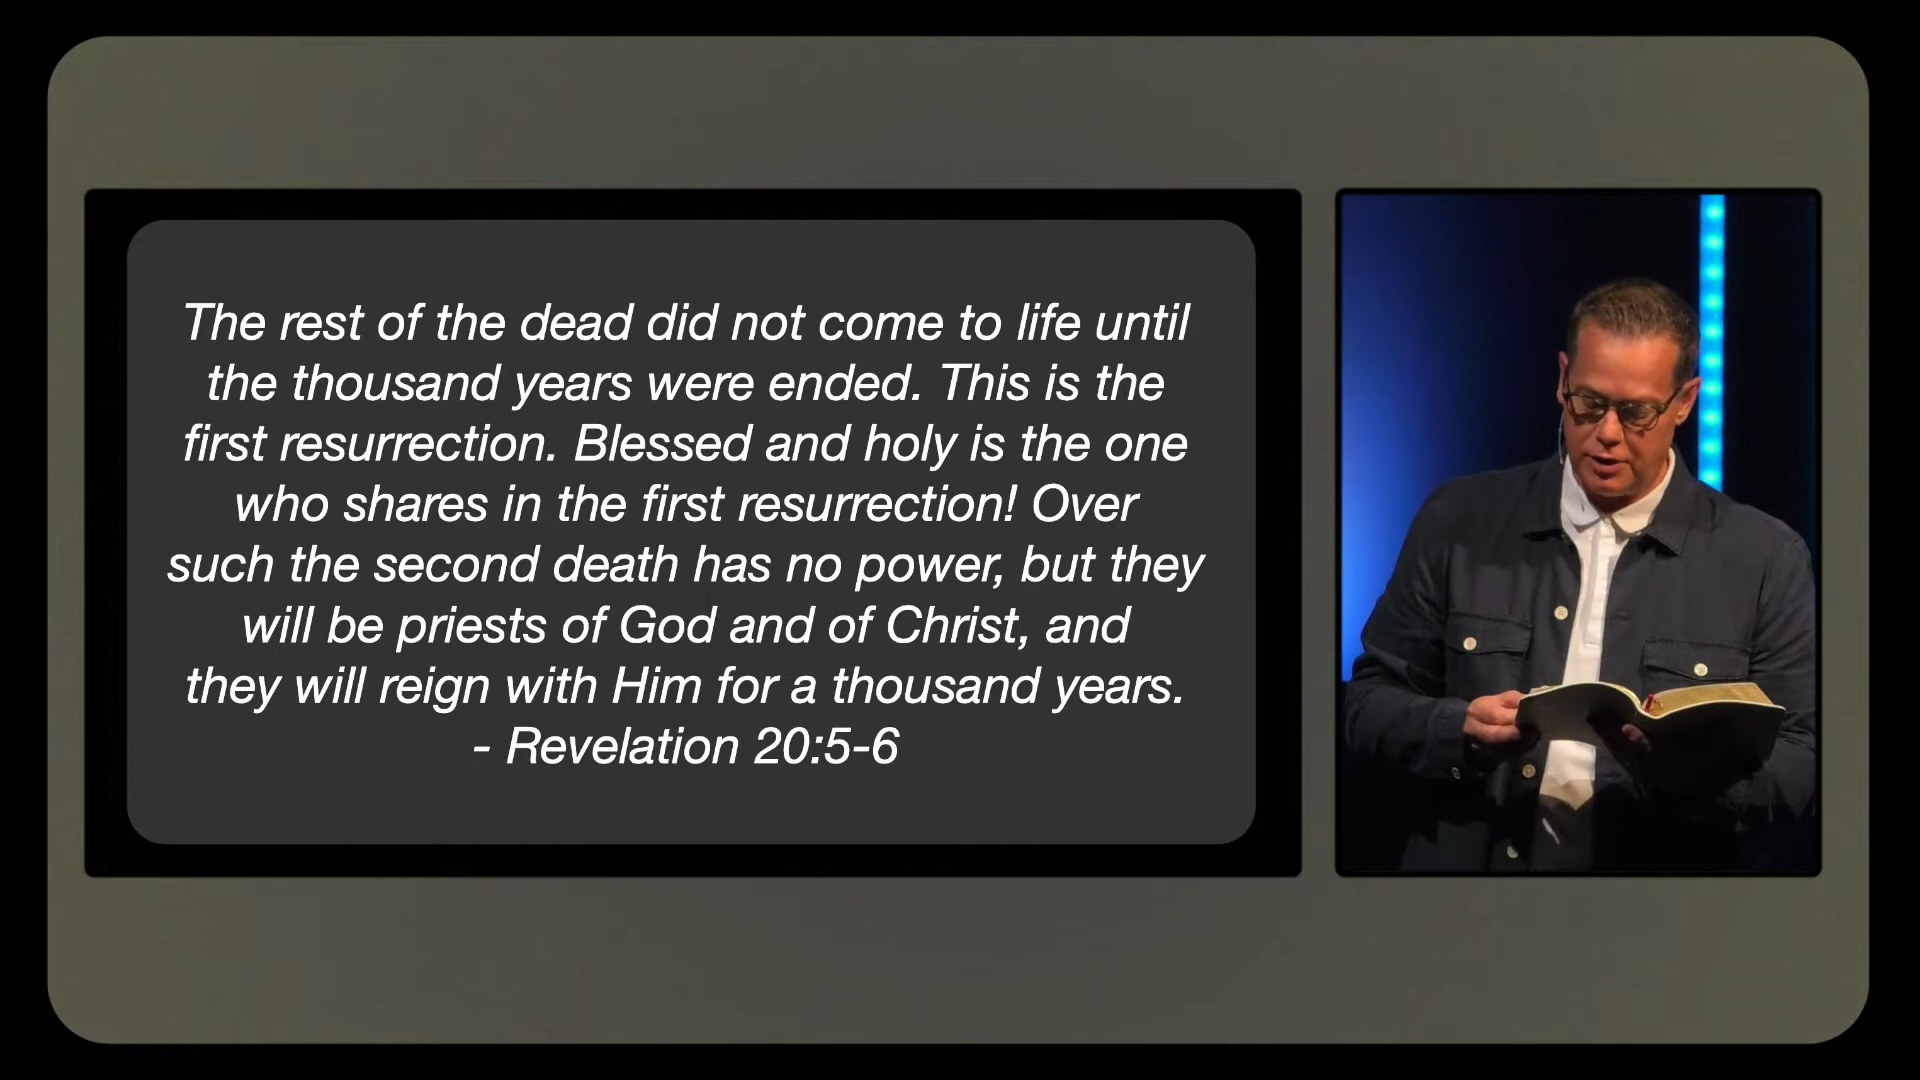 The rest of the dead did not come to life until
the thousand years were ended. This is the
first resurrection. Blessed and holy is the one
who shares in the first resurrection! Over
such the second death has no power, but they
will be priests of God and of Christ, and
they will reign with Him for a thousand years.
- Revelation 20:5-6